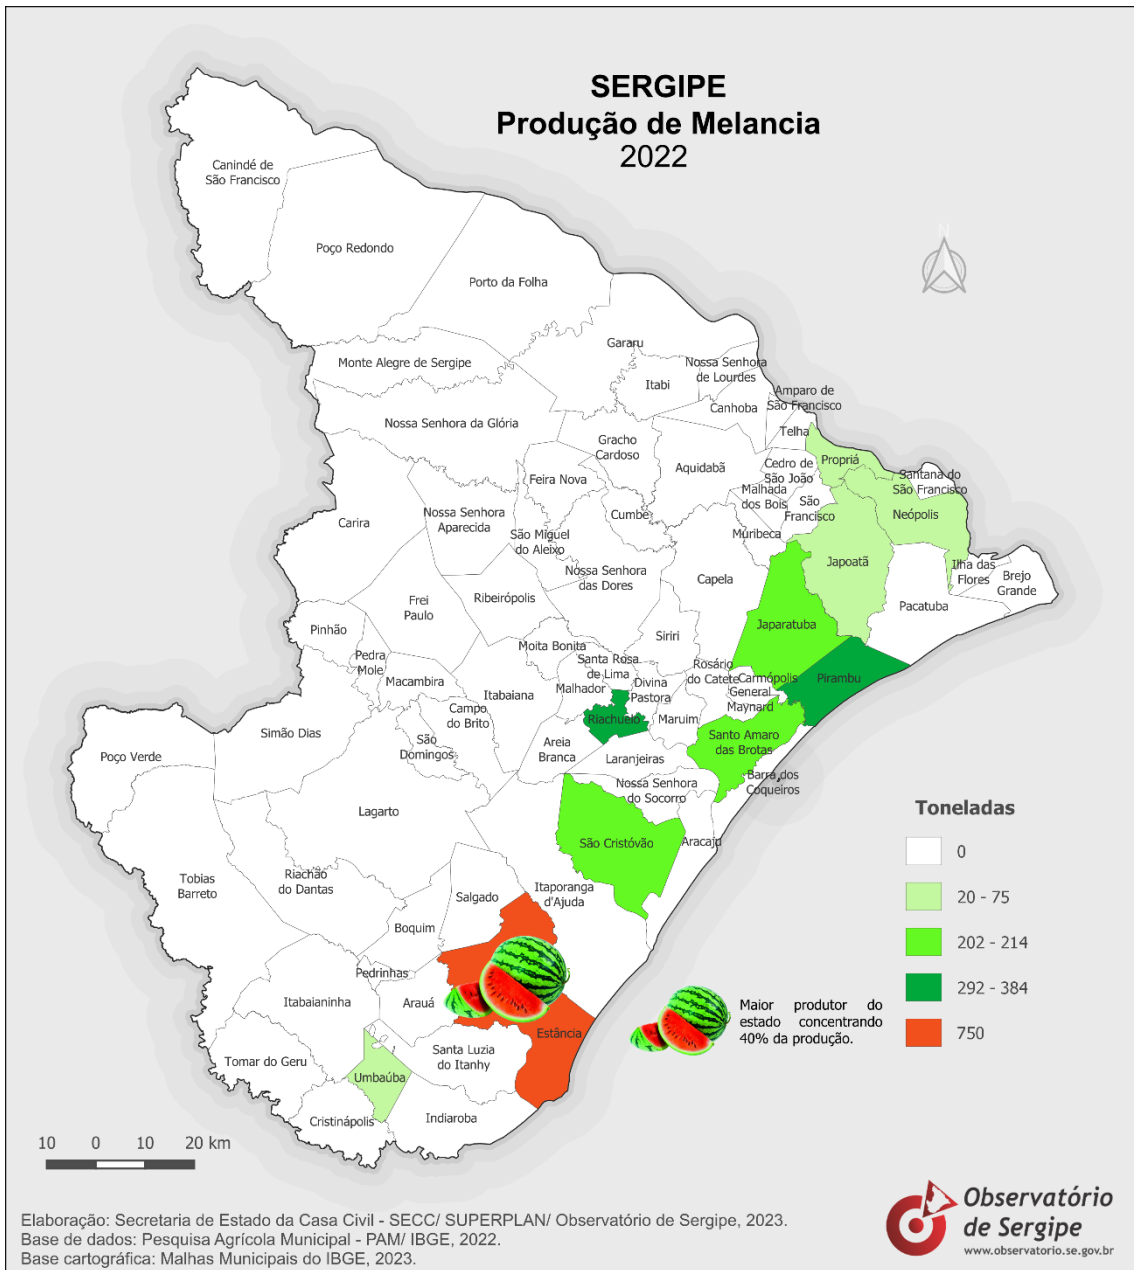 SERGIPE
Produção de Melancia
2022
N
Canindé de
São Francisco
Poço Redondo
Porto da Folha
Gararu
Monte Alegre de Sergipe
Nossa Senhora
de Lourdes
Itabi
Amparo de
São Francisco
Canhoba
Nossa Senhora da Glória
Telha
Gracho
Cardoso
Propriá
Aquidabã
Cedro de
São João
Santana do
São Francisco
Feira Nova
Malhada
dos Bois
São
Francisco
Neópolis
Nossa Senhora
Aparecida
Cumbe
Carira
São Miguel
do Aleixo
Muribeca
Japoatã
Ilha das
Flores
Brejo
Grande
Nossa Senhora
das Dores
Capela
Ribeirópolis
Frei
Paulo
Pacatuba
Japaratuba
Pinhão
Siriri
Moita Bonita
Pedra
Mole
Santa Rosa
de Lima
Rosário
do Catete
Carmópolis
Pirambu
Macambira
Malhador
Divina
Pastora
General
Maynard
Itabaiana
Campo
do Brito
Riachuelo
Maruim
Simão Dias
São
Domingos
Areia
Branca
Santo Amaro
das Brotas
Poço Verde
Laranjeiras
Nossa Senhora
do Socorro
Barra dos
Coqueiros
Lagarto
São Cristóvão
Aracaju
Tobias
Barreto
Riachão
do Dantas
Salgado
Itaporanga
d'Ajuda
Boquim
Pedrinhas
Itabaianinha
Arauá
Estância
Santa Luzia
do Itanhy
Tomar do Geru
Umbaúba
Cristinápolis
Indiaroba
Toneladas
0
20 - 75
202 - 214
292 - 384
750
Maior produtor do
estado concentrando
40% da produção.
10 0 10 20 km
Elaboração: Secretaria de Estado da Casa Civil - SECC/ SUPERPLAN/ Observatório de Sergipe, 2023.
Base de dados: Pesquisa Agrícola Municipal - PAM/ IBGE, 2022.
Base cartográfica: Malhas Municipais do IBGE, 2023.
Observatório
de Sergipe
www.observatorio.se.gov.br